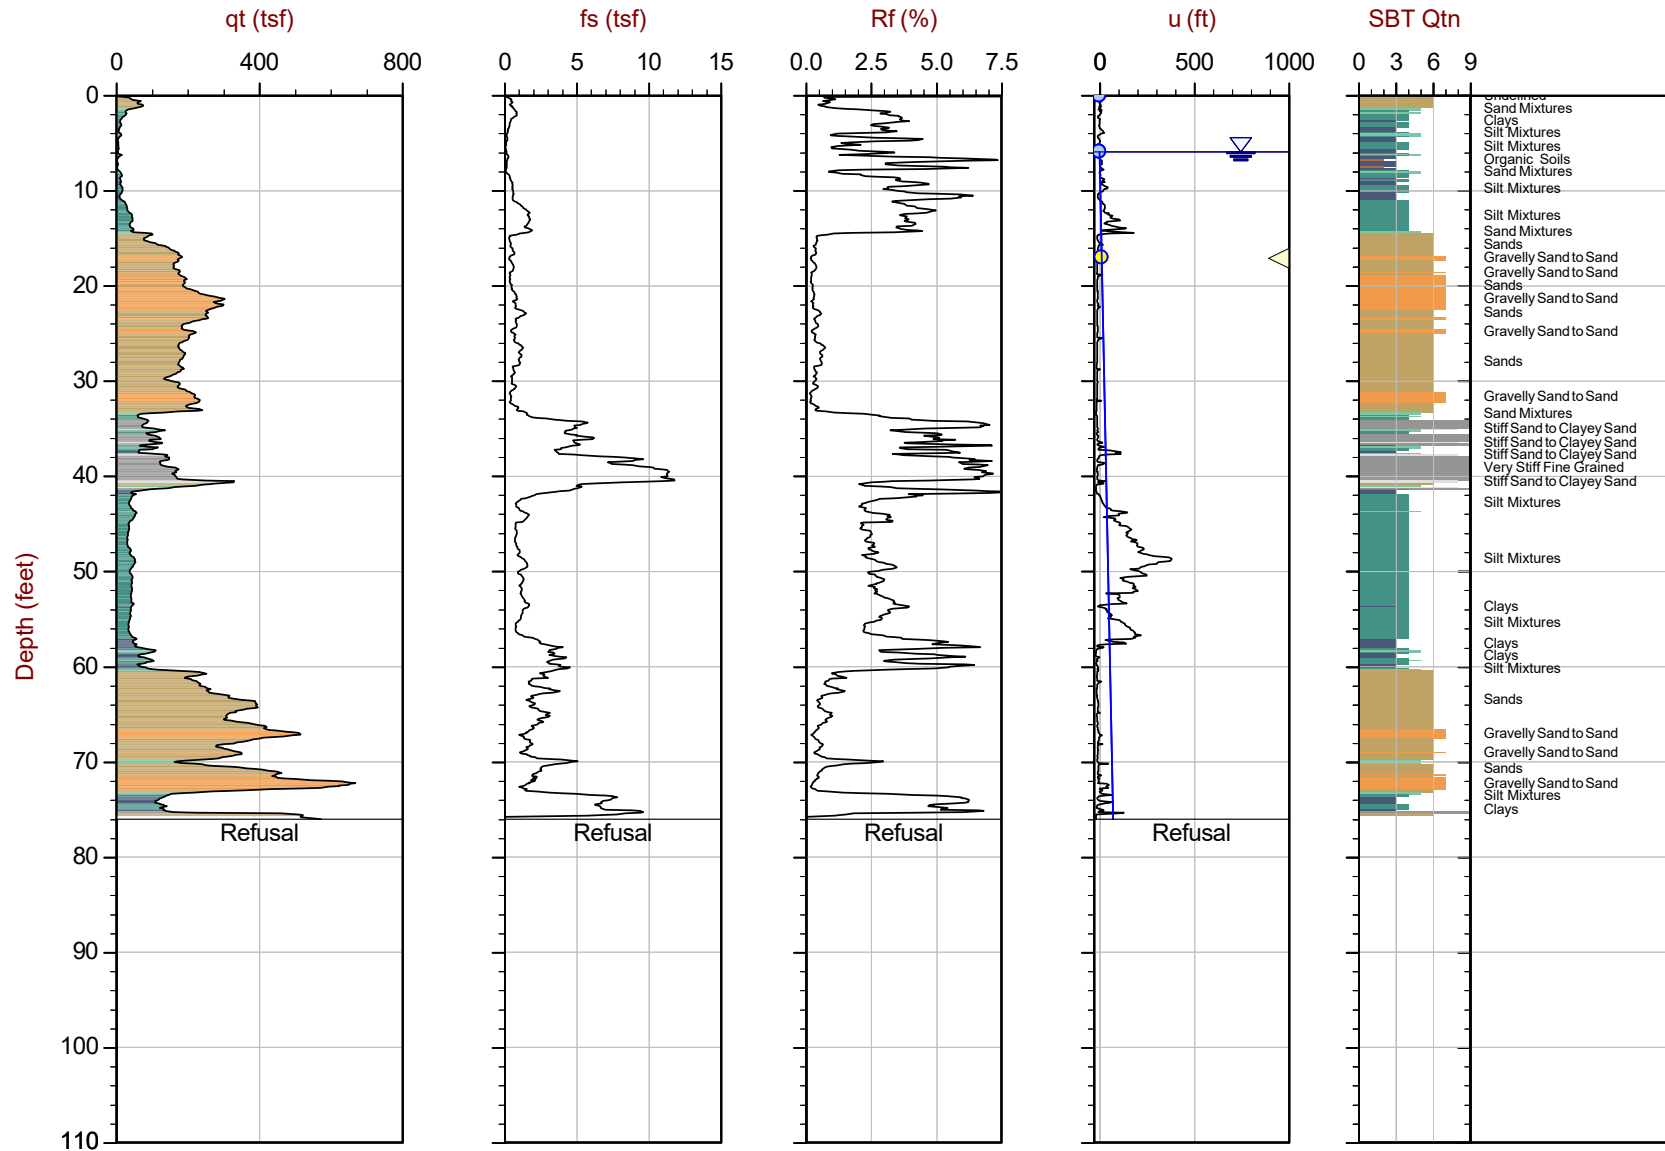 qt (tsf)
fs (tsf)
Rf (%)
u (ft)
SBT Qtn
0 400 800
0 5 10 15
0.0 2.5 5.0 7.5
0 500 1000
0 3 6 9
Depth (feet)
0
10
20
30
40
50
60
70
80
90
100
110
Undefined
Sand Mixtures
Clays
Silt Mixtures
Silt Mixtures
Organic Soils
Sand Mixtures
Silt Mixtures
Silt Mixtures
Sand Mixtures
Sands
Gravelly Sand to Sand
Gravelly Sand to Sand
Sands
Gravelly Sand to Sand
Sands
Gravelly Sand to Sand
Sands
Gravelly Sand to Sand
Sand Mixtures
Stiff Sand to Clayey Sand
Stiff Sand to Clayey Sand
Stiff Sand to Clayey Sand
Very Stiff Fine Grained
Stiff Sand to Clayey Sand
Silt Mixtures
Silt Mixtures
Clays
Silt Mixtures
Clays
Clays
Silt Mixtures
Sands
Gravelly Sand to Sand
Gravelly Sand to Sand
Sands
Gravelly Sand to Sand
Silt Mixtures
Clays
Refusal
Refusal
Refusal
Refusal